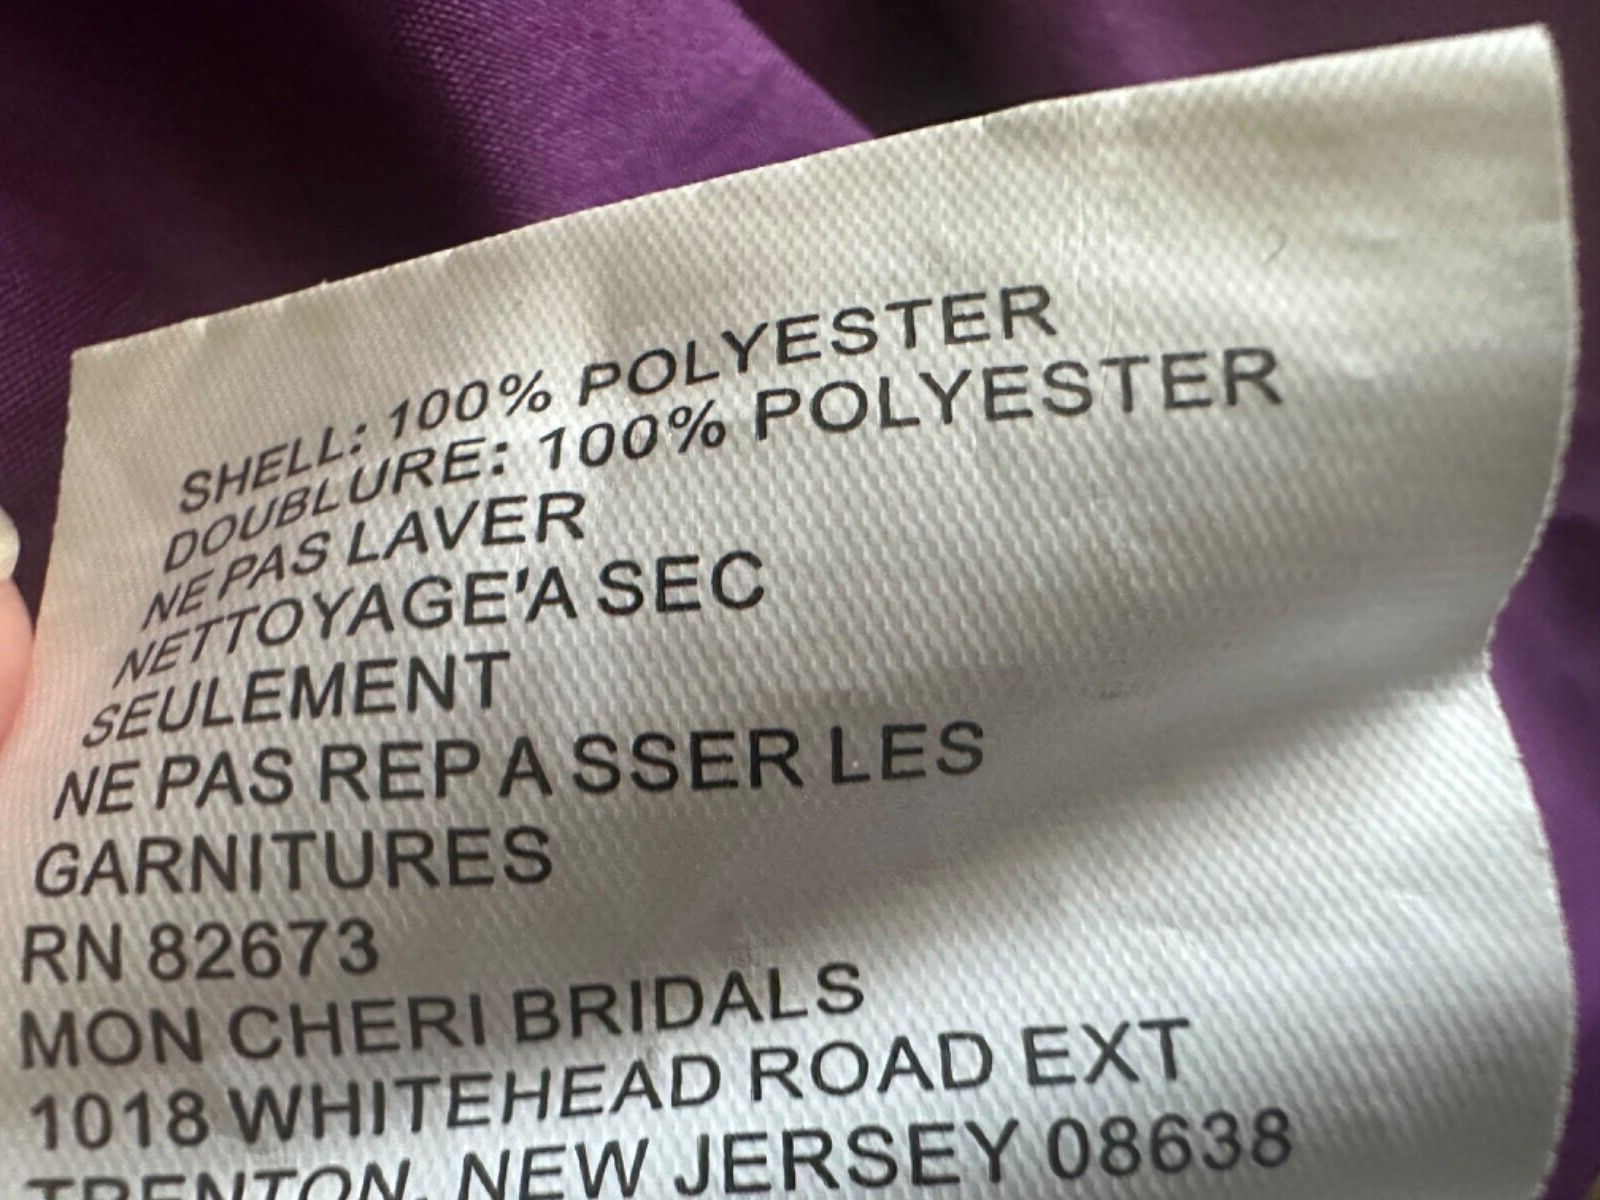 SHELL: 100% POLYESTER
DOUBLURE: 100% POLYESTER
NE PAS LAVER
NETTOYAGE'A SEC
SEULEMENT
NE PAS REP A SSER LES
GARNITURES
RN 82673
MON CHERI BRIDALS
1018 WHITEHEAD ROAD EXT
TRENTON, NEW JERSEY 08638